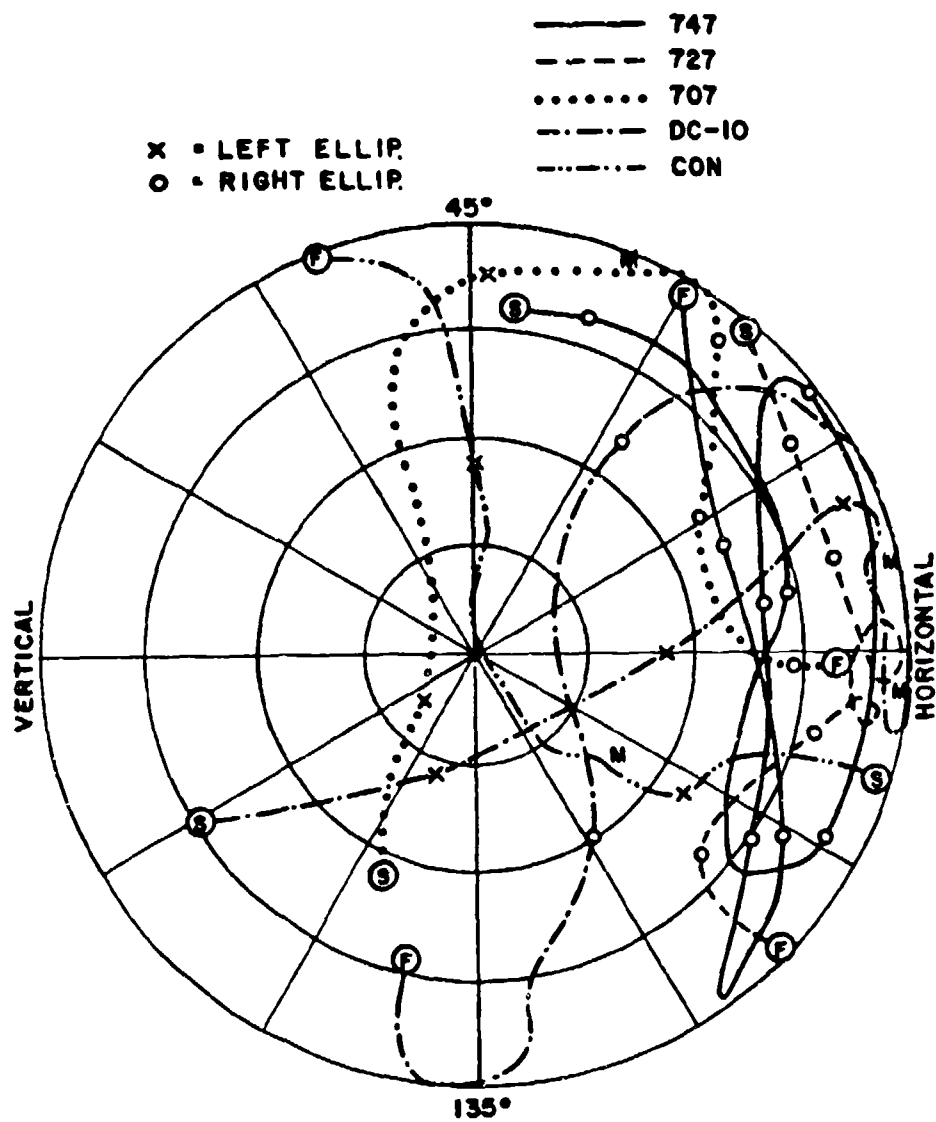 747
727
707
DC-10
CON
x = LEFT ELLIP.
o = RIGHT ELLIP.
45°
F
M
S
F
S
M
VERTICAL
HORIZONTAL
F
M
M
S
S
S
F
F
135°